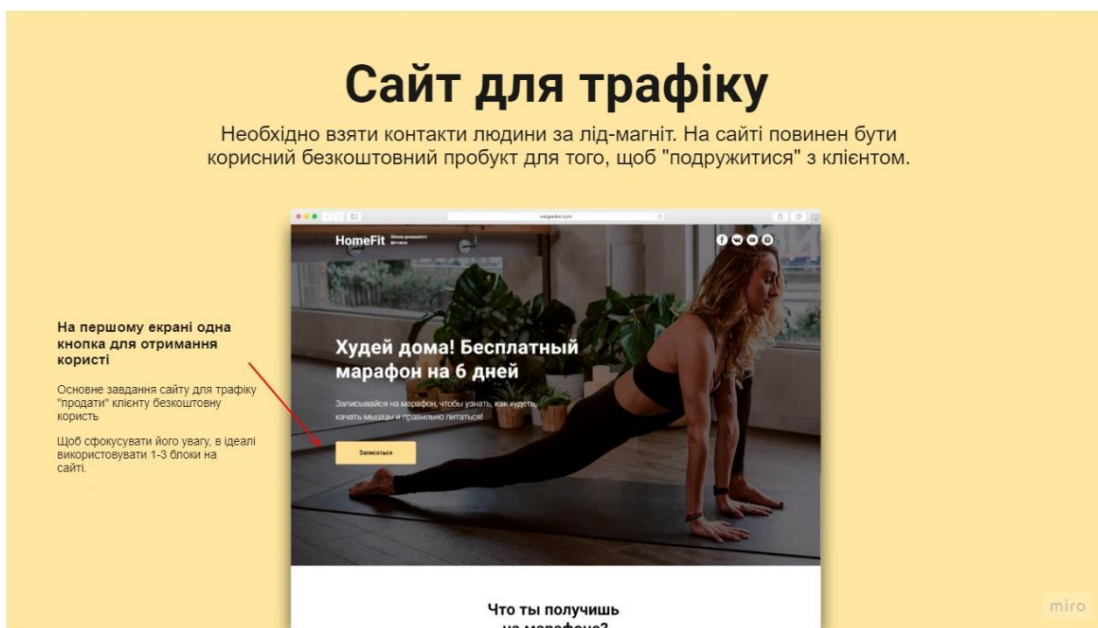 Сайт для трафіку
Необхідно взяти контакти людини за лід-магніт. На сайті повинен бути
корисний безкоштовний пробукт для того, щоб "подружитися" з клієнтом.
HomeFit
Худей дома! Бесплатный
марафон на 6 дней
Записывайся на марафон, чтобы узнать, как худеть,
качать мышцы и правильно питаться!
Записаться
На першому екрані одна
кнопка для отримання
користі
Основне завдання сайту для трафіку
"продати" клієнту безкоштовну
користь
Щоб сфокусувати його увагу, в ідеалі
використовувати 1-3 блоки на
сайті.
Что ты получишь
на марафоне?
miro